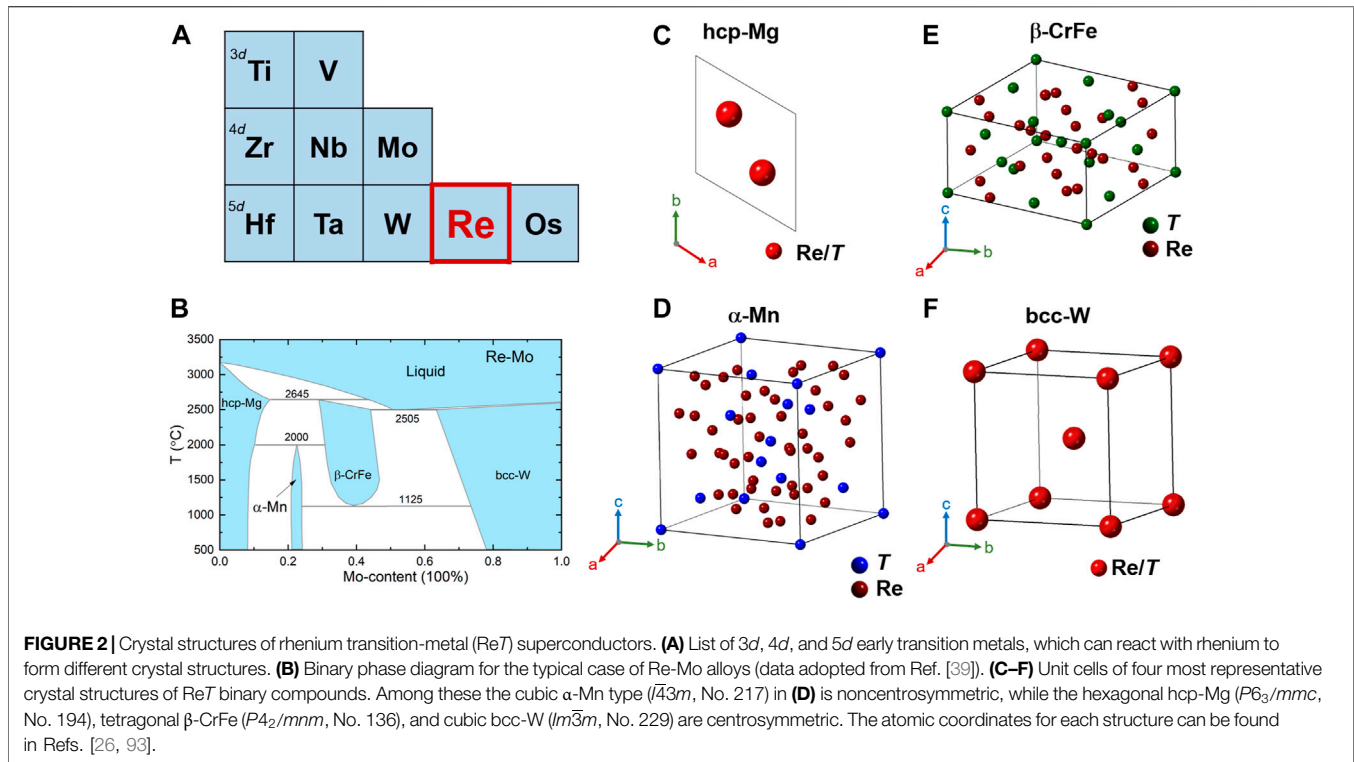 A
3d
Ti
V
4d
Zr
Nb
Mo
5d
Hf
Ta
W
Re
Os
B
T (°C)
3500
3000
2500
2000
1500
1000
500
Re-Mo
Liquid
hcp-Mg
2645
2505
2000
β-CrFe
bcc-W
α-Mn
1125
0.0
0.2
0.4
0.6
0.8
1.0
Mo-content (100%)
C
hcp-Mg
b
a
Re/T
D
α-Mn
c
b
a
T
Re
E
β-CrFe
c
b
a
T
Re
F
bcc-W
c
b
a
Re/T
FIGURE 2 | Crystal structures of rhenium transition-metal (ReT) superconductors. (A) List of 3d, 4d, and 5d early transition metals, which can react with rhenium to
form different crystal structures. (B) Binary phase diagram for the typical case of Re-Mo alloys (data adopted from Ref. [39]). (C–F) Unit cells of four most representative
crystal structures of ReT binary compounds. Among these the cubic α-Mn type (I4̅3m, No. 217) in (D) is noncentrosymmetric, while the hexagonal hcp-Mg (P6₃/mmc,
No. 194), tetragonal β-CrFe (P4₂/mnm, No. 136), and cubic bcc-W (Im3̅m, No. 229) are centrosymmetric. The atomic coordinates for each structure can be found
in Refs. [26, 93].